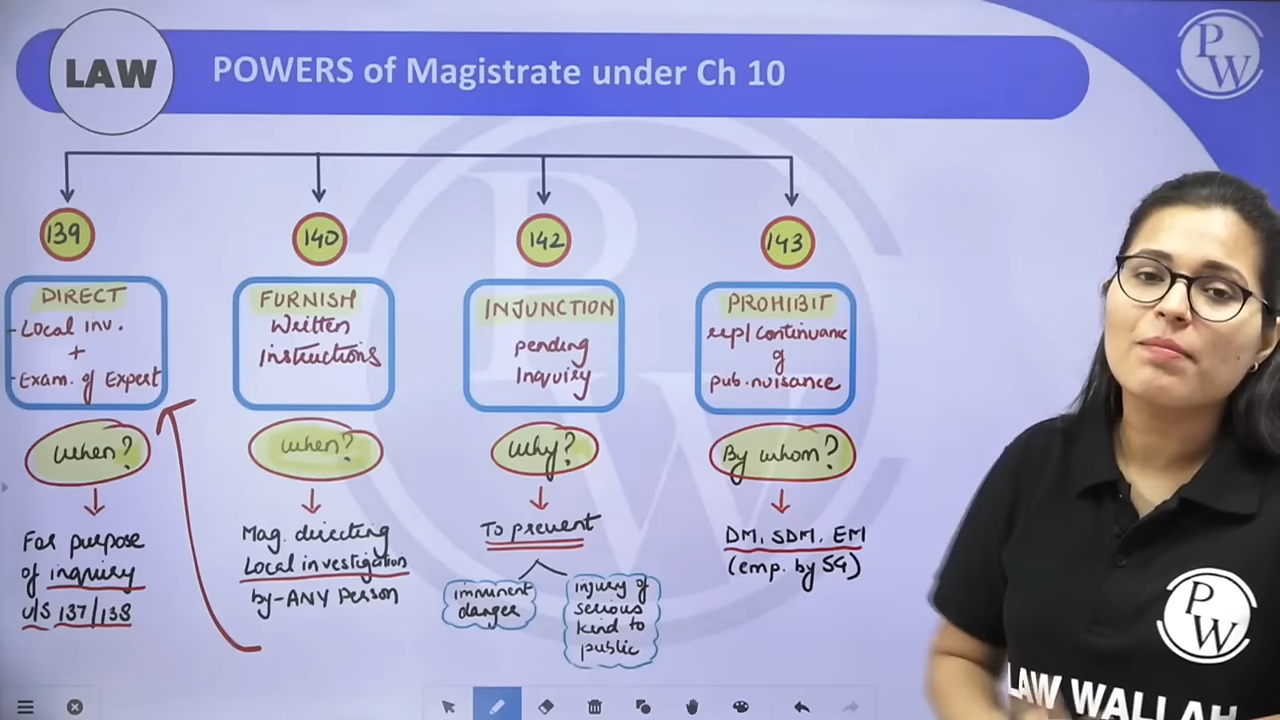 LAW
POWERS of Magistrate under Ch 10
PW
139
140
142
143
DIRECT
- Local inv.
+
- Exam. of Expert
FURNISH
Written
instructions
INJUNCTION
pending
Inquiry
PROHIBIT
rep/continuance
of
pub. nuisance
when?
when?
Why?
By whom?
For purpose
of inquiry
u/s 137/138
Mag. directing
Local investigation
by-ANY Person
To prevent
imminent
danger
injury of
serious
kind to
public
DM, SDM, EM
(emp. by SG)
PW
PW
LAW WALLAH